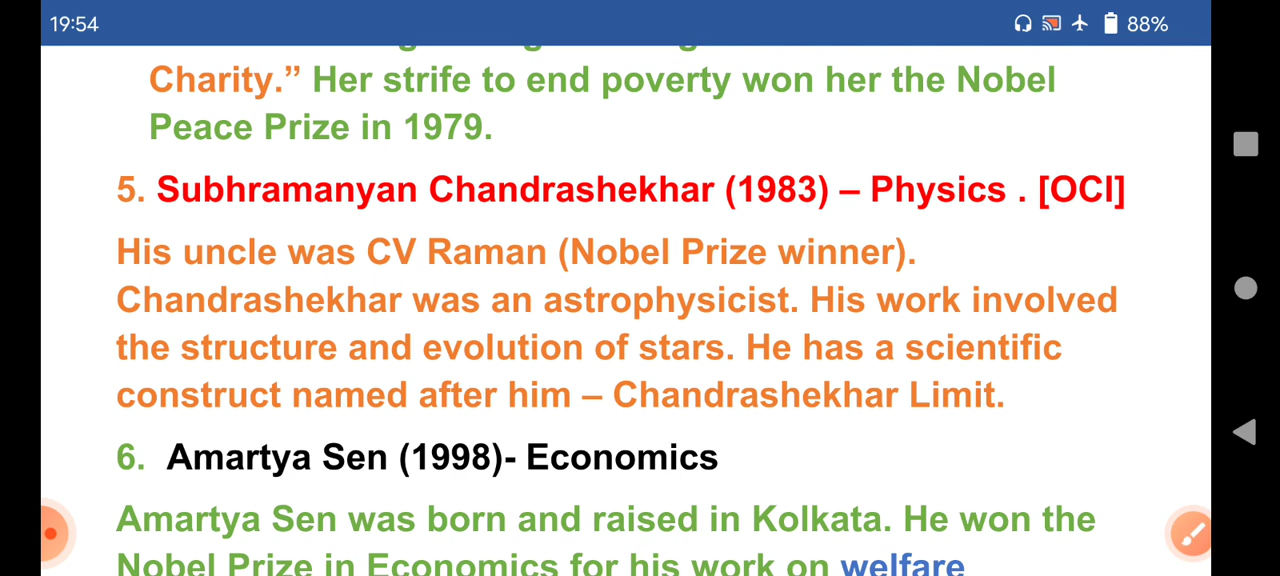 19:54
88%
Charity.” Her strife to end poverty won her the Nobel
Peace Prize in 1979.
5. Subhramanyan Chandrashekhar (1983) – Physics . [OCI]
His uncle was CV Raman (Nobel Prize winner).
Chandrashekhar was an astrophysicist. His work involved
the structure and evolution of stars. He has a scientific
construct named after him – Chandrashekhar Limit.
6. Amartya Sen (1998)- Economics
Amartya Sen was born and raised in Kolkata. He won the
Nobel Prize in Economics for his work on welfare